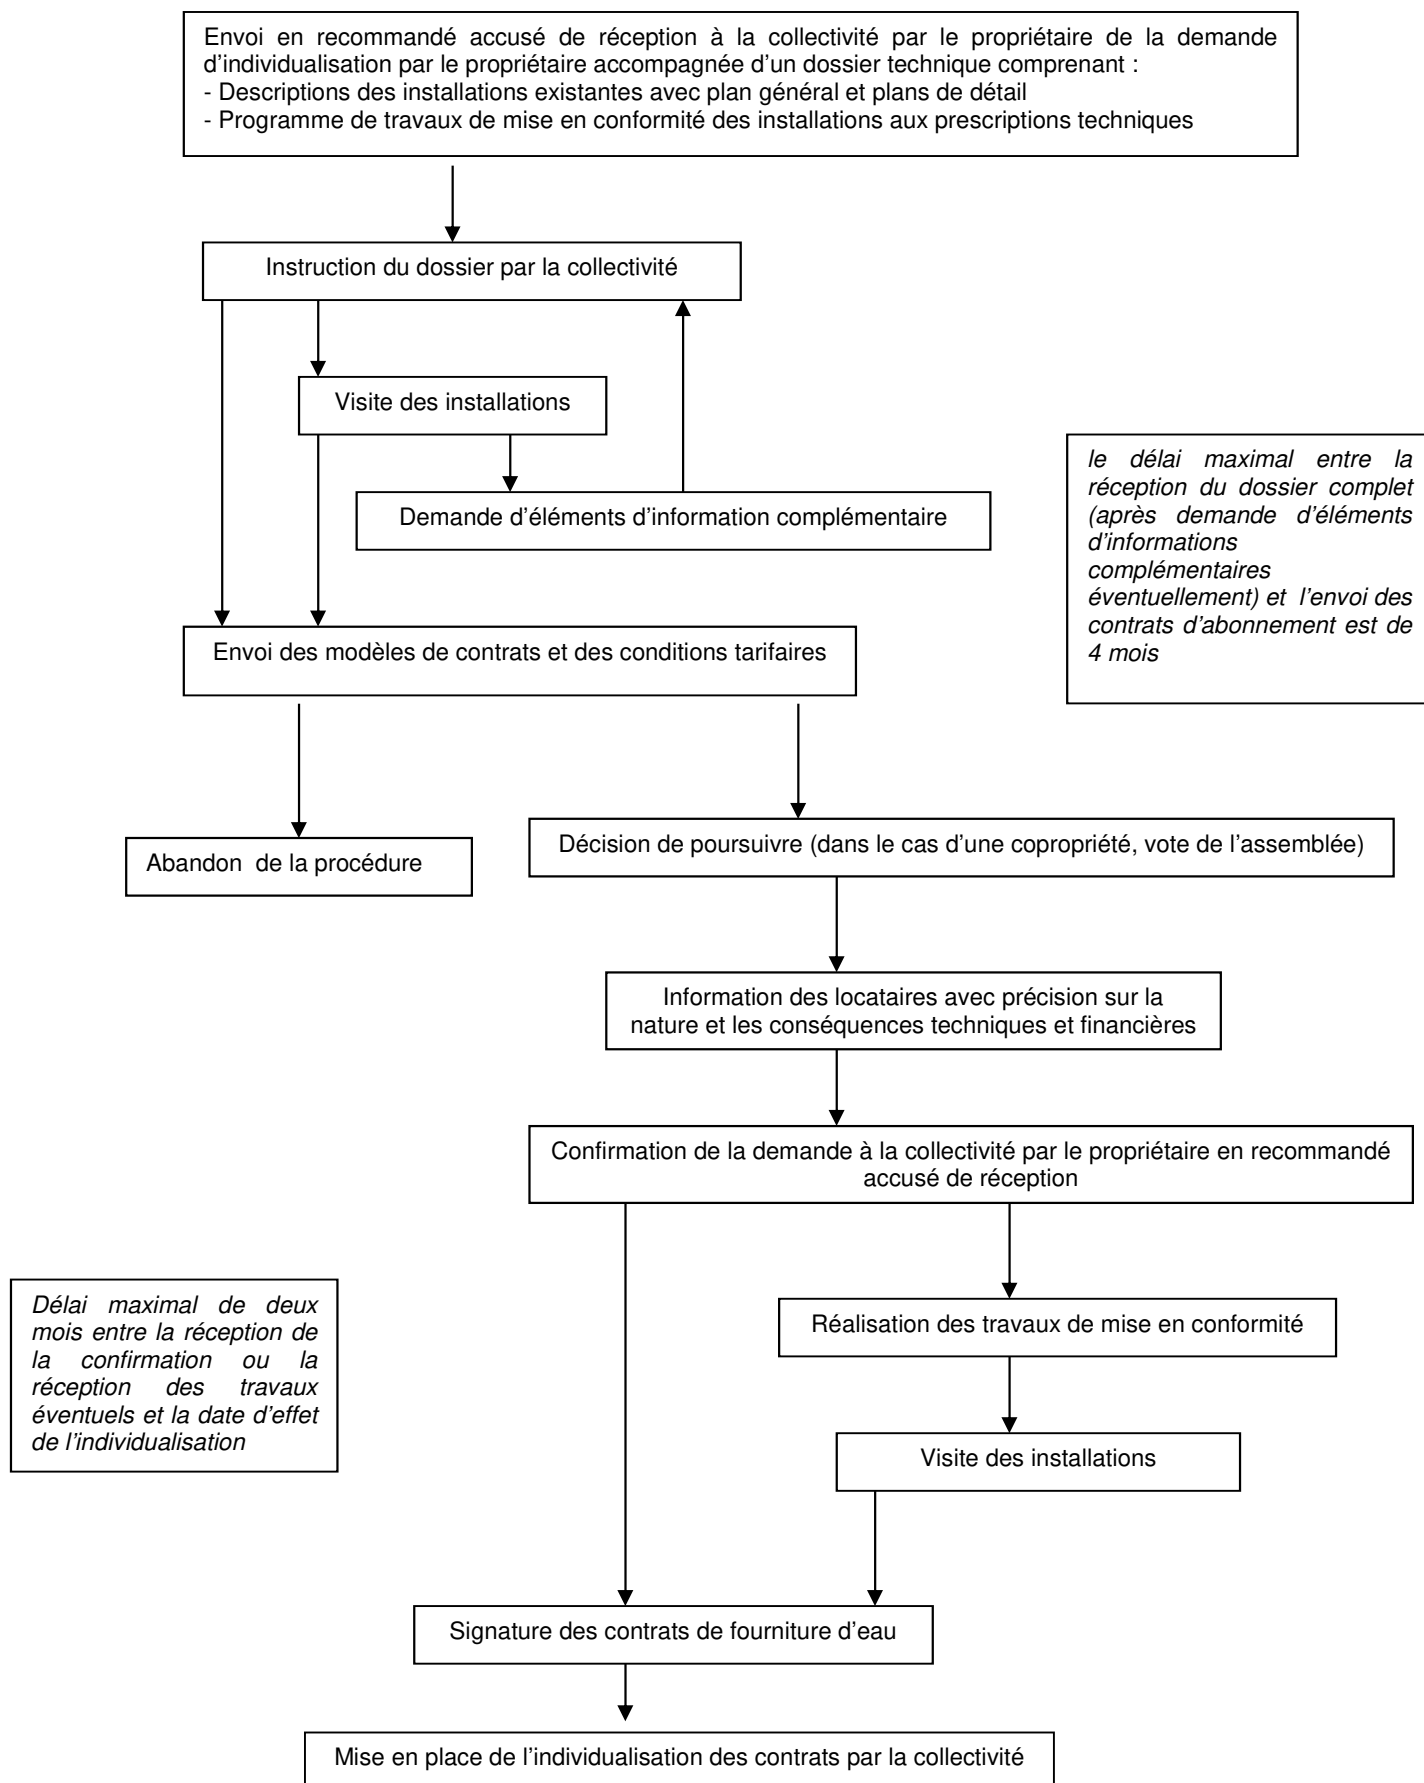 Envoi en recommandé accusé de réception à la collectivité par le propriétaire de la demande
d'individualisation par le propriétaire accompagnée d'un dossier technique comprenant :
- Descriptions des installations existantes avec plan général et plans de détail
- Programme de travaux de mise en conformité des installations aux prescriptions techniques
Instruction du dossier par la collectivité
Visite des installations
Demande d'éléments d'information complémentaire
le délai maximal entre la
réception du dossier complet
(après demande d'éléments
d'informations
complémentaires
éventuellement) et l'envoi des
contrats d'abonnement est de
4 mois
Envoi des modèles de contrats et des conditions tarifaires
Abandon de la procédure
Décision de poursuivre (dans le cas d'une copropriété, vote de l'assemblée)
Information des locataires avec précision sur la
nature et les conséquences techniques et financières
Confirmation de la demande à la collectivité par le propriétaire en recommandé
accusé de réception
Délai maximal de deux
mois entre la réception de
la confirmation ou la
réception des travaux
éventuels et la date d'effet
de l'individualisation
Réalisation des travaux de mise en conformité
Visite des installations
Signature des contrats de fourniture d'eau
Mise en place de l'individualisation des contrats par la collectivité